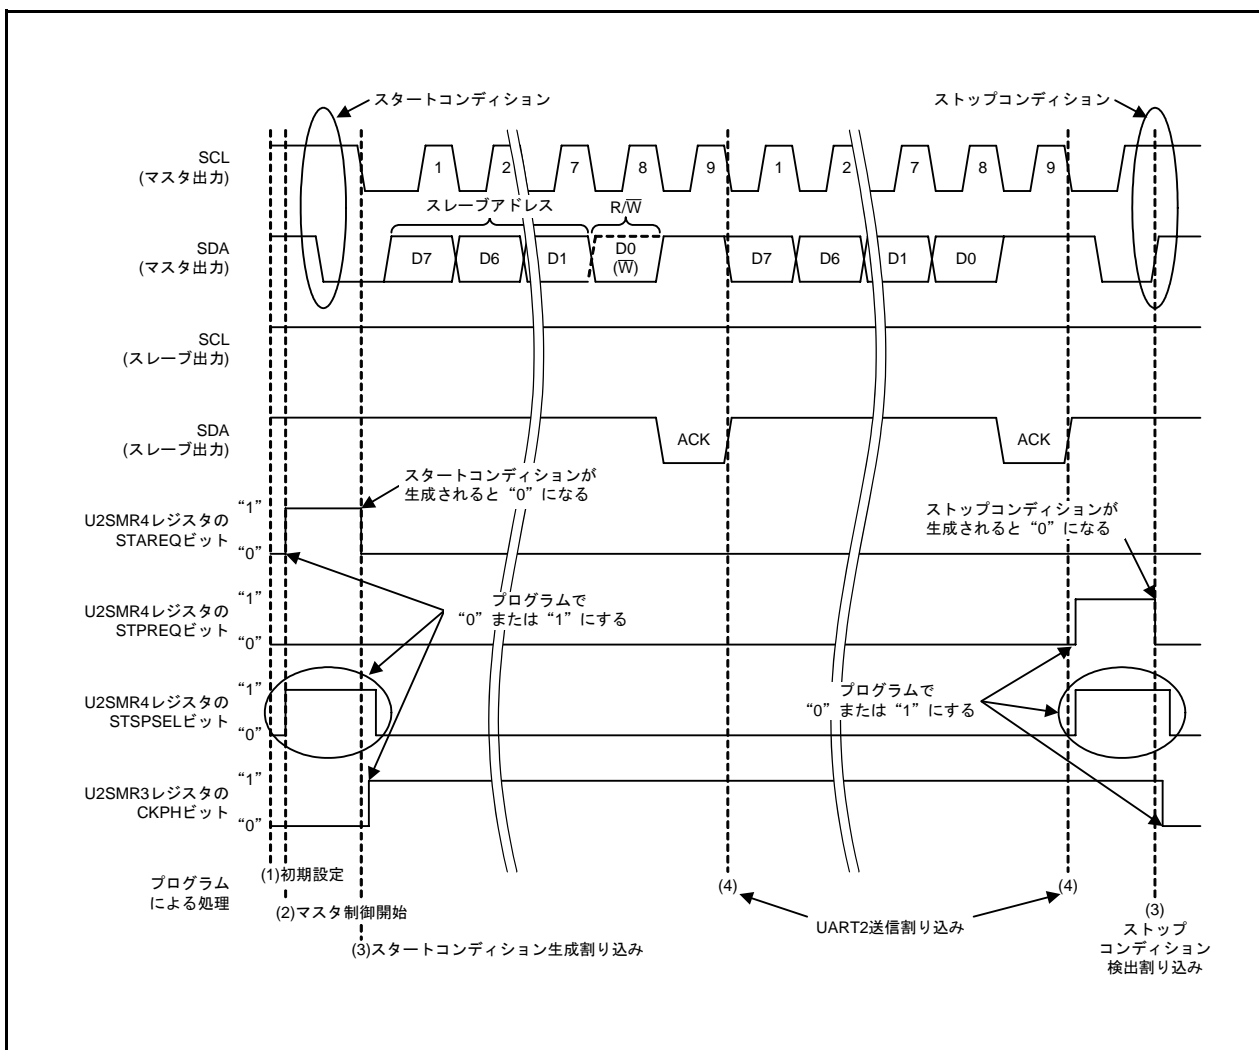 スタートコンディション
ストップコンディション
SCL
(マスタ出力)
1
2
7
8
9
1
2
7
8
9
スレーブアドレス
R/W̅
SDA
(マスタ出力)
D7
D6
D1
D0
(W̅)
D7
D6
D1
D0
SCL
(スレーブ出力)
SDA
(スレーブ出力)
ACK
ACK
スタートコンディションが
生成されると“0”になる
U2SMR4レジスタの
STAREQビット
“1”
“0”
ストップコンディションが
生成されると“0”になる
U2SMR4レジスタの
STPREQビット
“1”
“0”
プログラムで
“0”または“1”にする
U2SMR4レジスタの
STSPSELビット
“1”
“0”
プログラムで
“0”または“1”にする
U2SMR3レジスタの
CKPHビット
“1”
“0”
プログラム
による処理
(1)初期設定
(2)マスタ制御開始
(3)スタートコンディション生成割り込み
(4)
(4)
UART2送信割り込み
(3)
ストップ
コンディション
検出割り込み